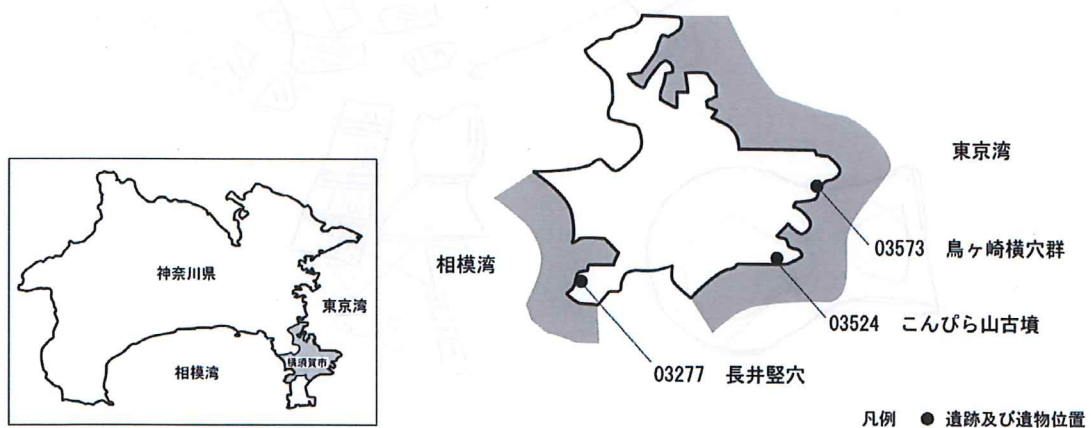 神奈川県
東京湾
横須賀市
相模湾
東京湾
相模湾
03573 鳥ヶ崎横穴群
03524 こんぴら山古墳
03277 長井竪穴
凡例 ● 遺跡及び遺物位置